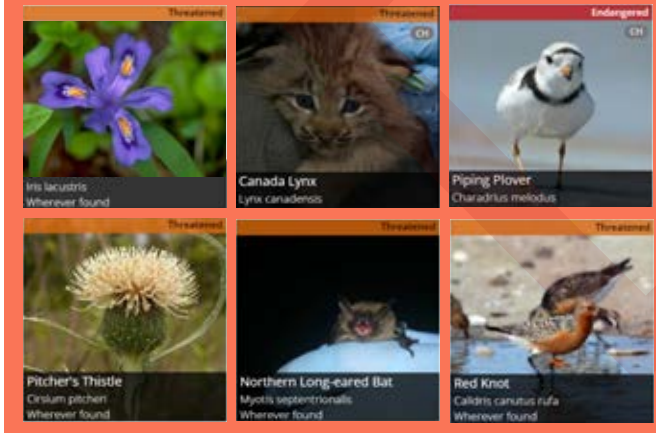 Threatened
Iris lacustris
Wherever found
Threatened
CH
Canada Lynx
Lynx canadensis
Endangered
CH
Piping Plover
Charadrius melodus
Threatened
Pitcher's Thistle
Cirsium pitcheri
Wherever found
Threatened
Northern Long-eared Bat
Myotis septentrionalis
Wherever found
Threatened
Red Knot
Calidris canutus rufa
Wherever found